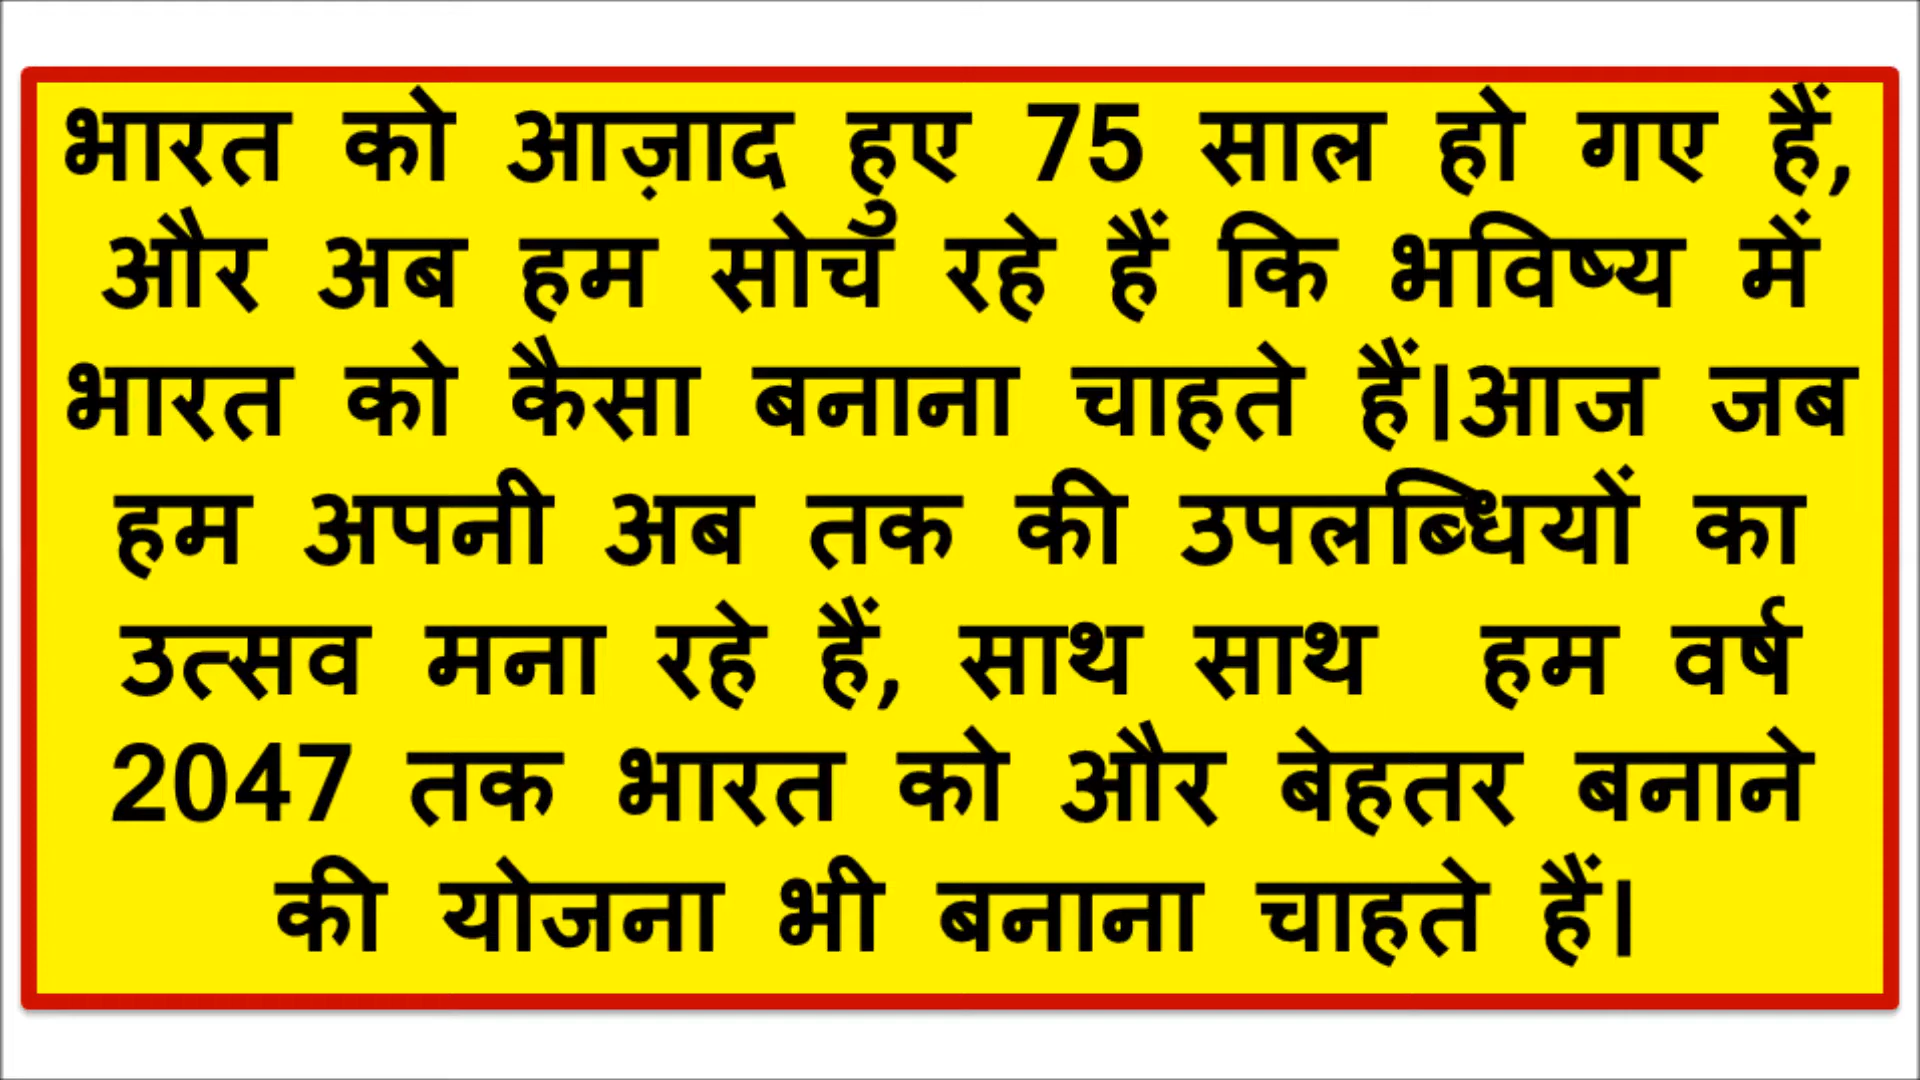 भारत को आज़ाद हुए 75 साल हो गए हैं,
और अब हम सोच रहे हैं कि भविष्य में
भारत को कैसा बनाना चाहते हैं।आज जब
हम अपनी अब तक की उपलब्धियों का
उत्सव मना रहे हैं, साथ साथ  हम वर्ष
2047 तक भारत को और बेहतर बनाने
की योजना भी बनाना चाहते हैं।